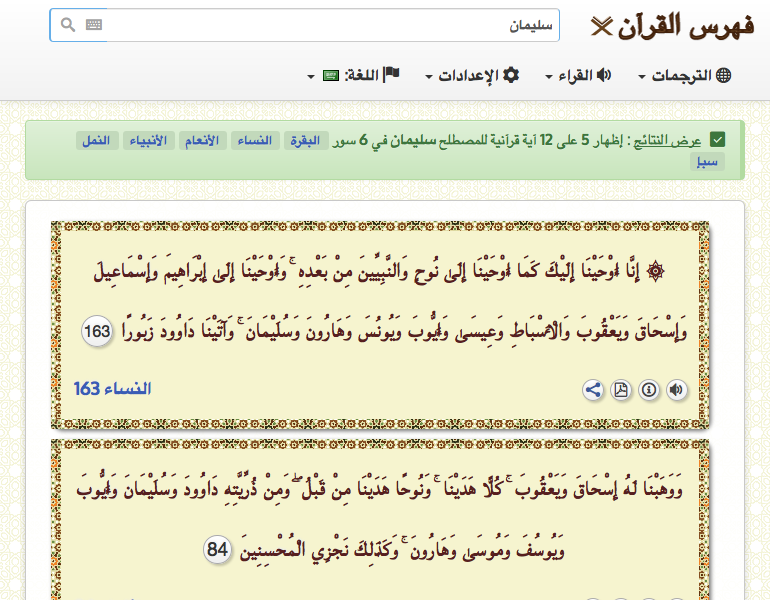 فهرس القرآن
سليمان
الترجمات
القراء
الإعدادات
اللغة:
عرض النتائج : إظهار 5 على 12 آية قرآنية للمصطلح سليمان في 6 سور البقرة النساء الأنعام الأنبياء النمل
سبإ
۞ إِنَّا أَوْحَيْنَا إِلَيْكَ كَمَا أَوْحَيْنَا إِلَىٰ نُوحٍ وَالنَّبِيِّينَ مِنْ بَعْدِهِ ۚ وَأَوْحَيْنَا إِلَىٰ إِبْرَاهِيمَ وَإِسْمَاعِيلَ
وَإِسْحَاقَ وَيَعْقُوبَ وَالْأَسْبَاطِ وَعِيسَىٰ وَأَيُّوبَ وَيُونُسَ وَهَارُونَ وَسُلَيْمَانَ ۚ وَآتَيْنَا دَاوُودَ زَبُورًا 163
النساء 163
وَوَهَبْنَا لَهُ إِسْحَاقَ وَيَعْقُوبَ ۚ كُلًّا هَدَيْنَا ۚ وَنُوحًا هَدَيْنَا مِنْ قَبْلُ ۖ وَمِنْ ذُرِّيَّتِهِ دَاوُودَ وَسُلَيْمَانَ وَأَيُّوبَ
وَيُوسُفَ وَمُوسَىٰ وَهَارُونَ ۚ وَكَذَٰلِكَ نَجْزِي الْمُحْسِنِينَ 84